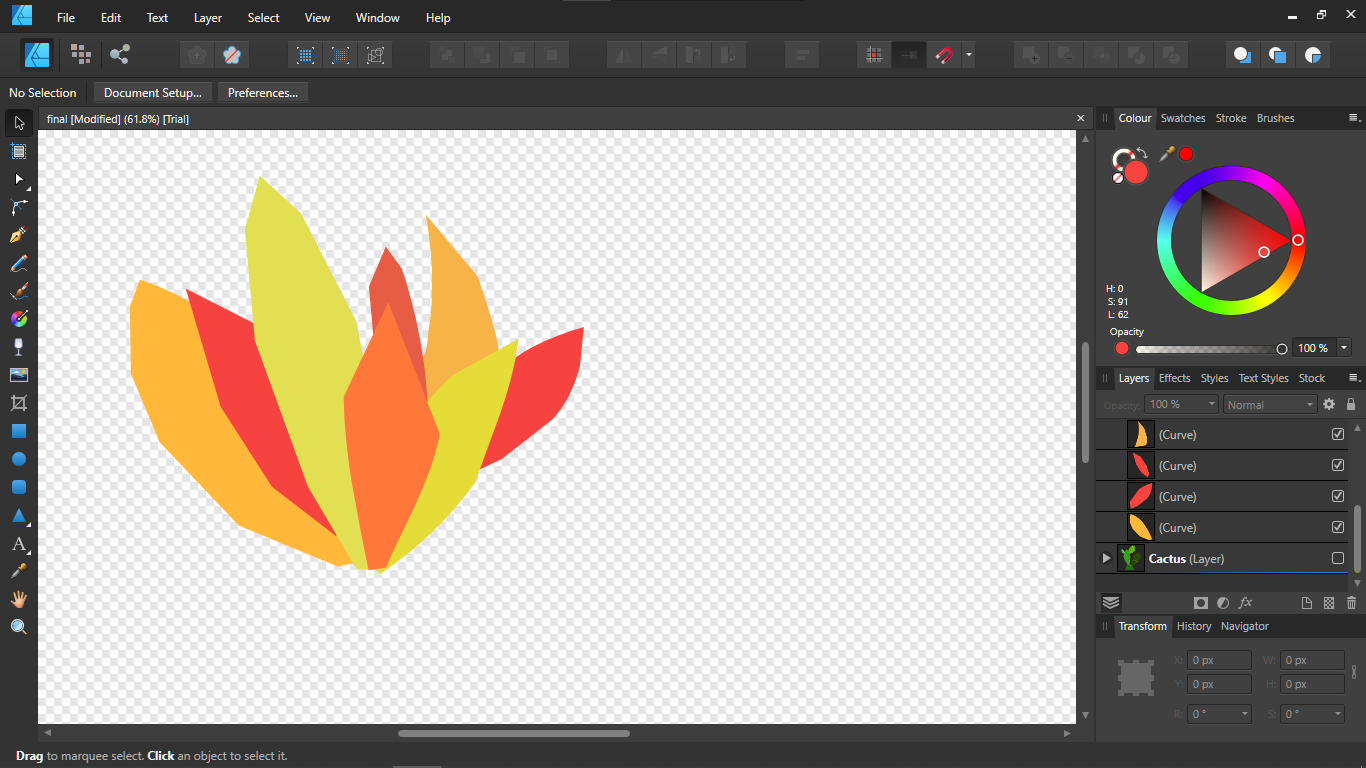 File Edit Text Layer Select View Window Help
No Selection Document Setup... Preferences...
final [Modified] (61.8%) [Trial]
Colour Swatches Stroke Brushes
H: 0
S: 91
L: 62
Opacity
100 %
Layers Effects Styles Text Styles Stock
Opacity: 100 % Normal
(Curve)
(Curve)
(Curve)
(Curve)
Cactus (Layer)
fx
Transform History Navigator
X: 0 px W: 0 px
Y: 0 px H: 0 px
R: 0 ° S: 0 °
A
Drag to marquee select. Click an object to select it.